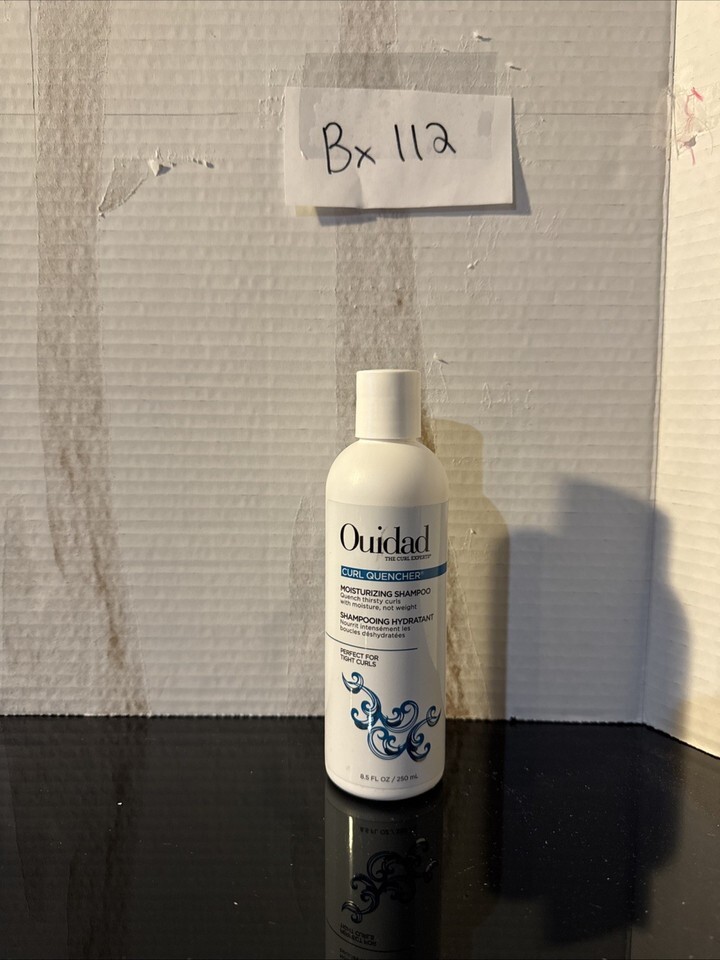 Bx 112
Ouidad
THE CURL EXPERTS®
CURL QUENCHER®
MOISTURIZING SHAMPOO
Quench thirsty curls
with moisture, not weight
SHAMPOOING HYDRATANT
Nourrit intensément les
boucles déshydratées
PERFECT FOR
TIGHT CURLS
8.5 FL OZ / 250 mL